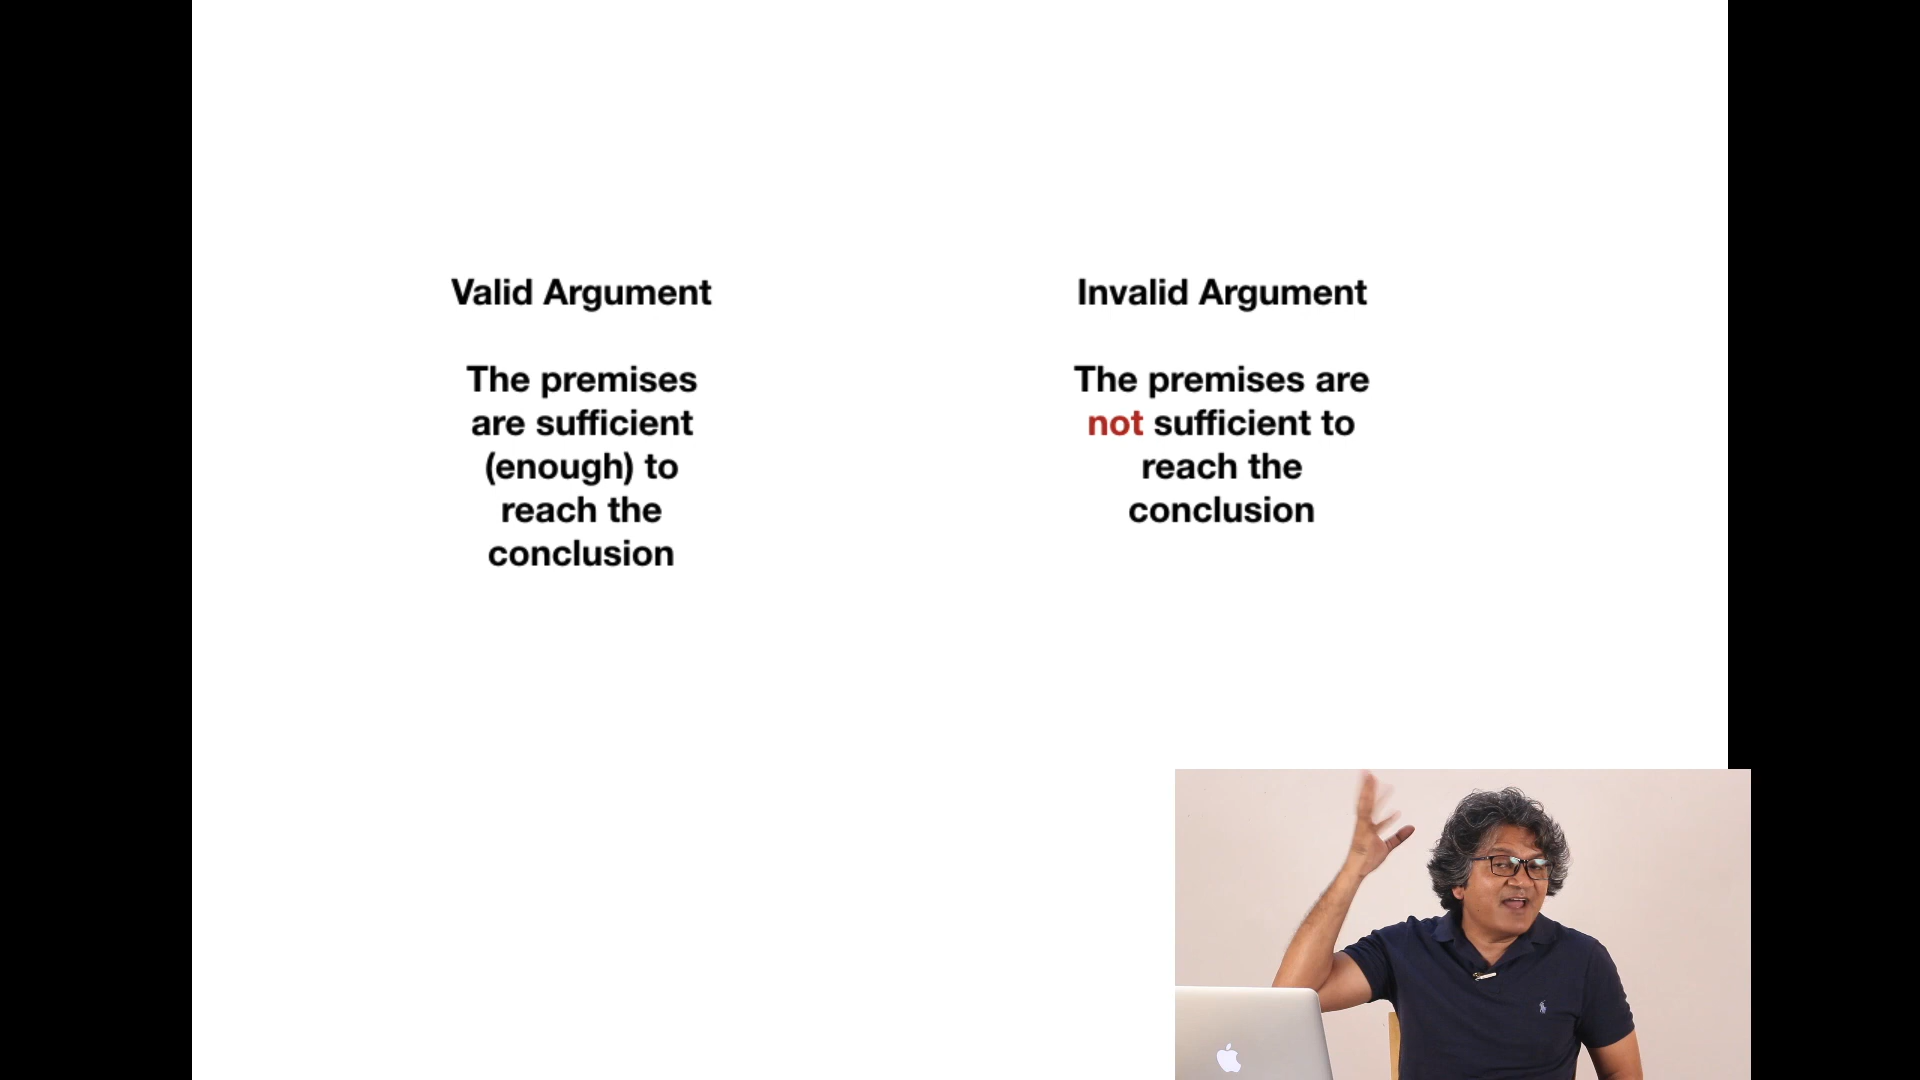 Valid Argument
The premises
are sufficient
(enough) to
reach the
conclusion
Invalid Argument
The premises are
not sufficient to
reach the
conclusion